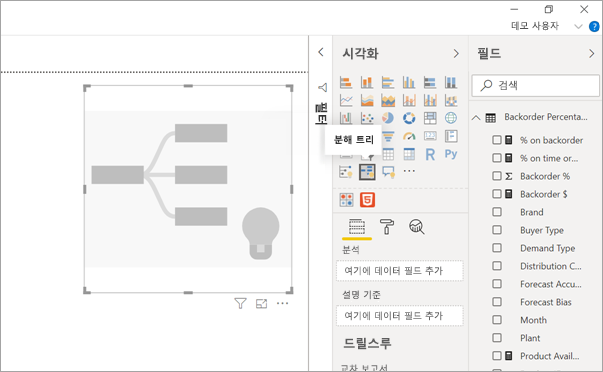 데모 사용자
?
시각화
필드
검색
필터
분해 트리
R
Py
5
분석
여기에 데이터 필드 추가
설명 기준
여기에 데이터 필드 추가
드릴스루
교차 보고서
Backorder Percenta...
% on backorder
% on time or...
Backorder %
Backorder $
Brand
Buyer Type
Demand Type
Distribution C...
Forecast Accu...
Forecast Bias
Month
Plant
Product Avail...